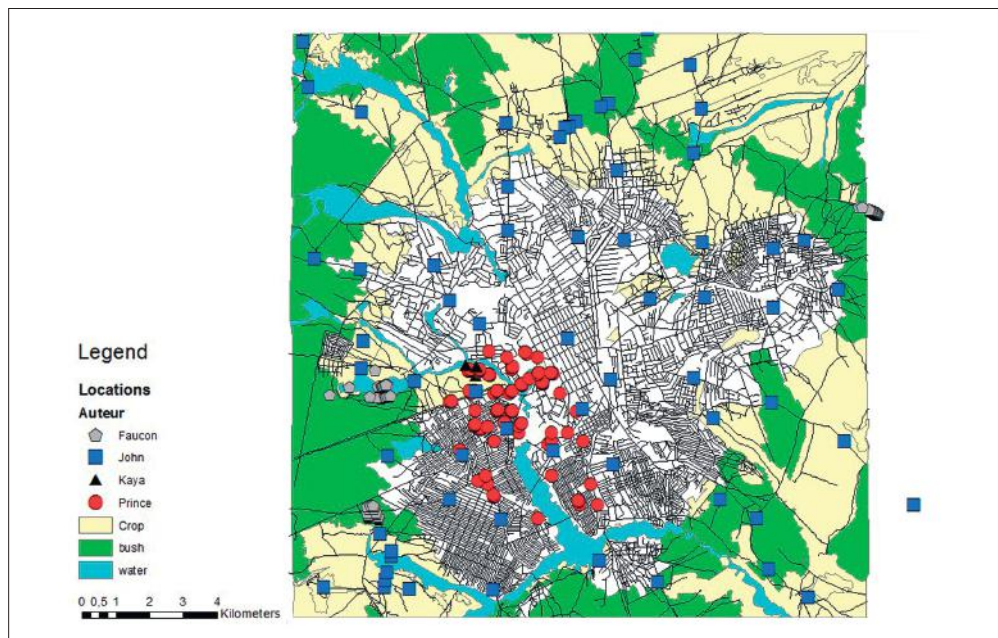 Legend
Locations
Auteur
Faucon
John
Kaya
Prince
Crop
bush
water
0 0,5 1 2 3 4
Kilometers